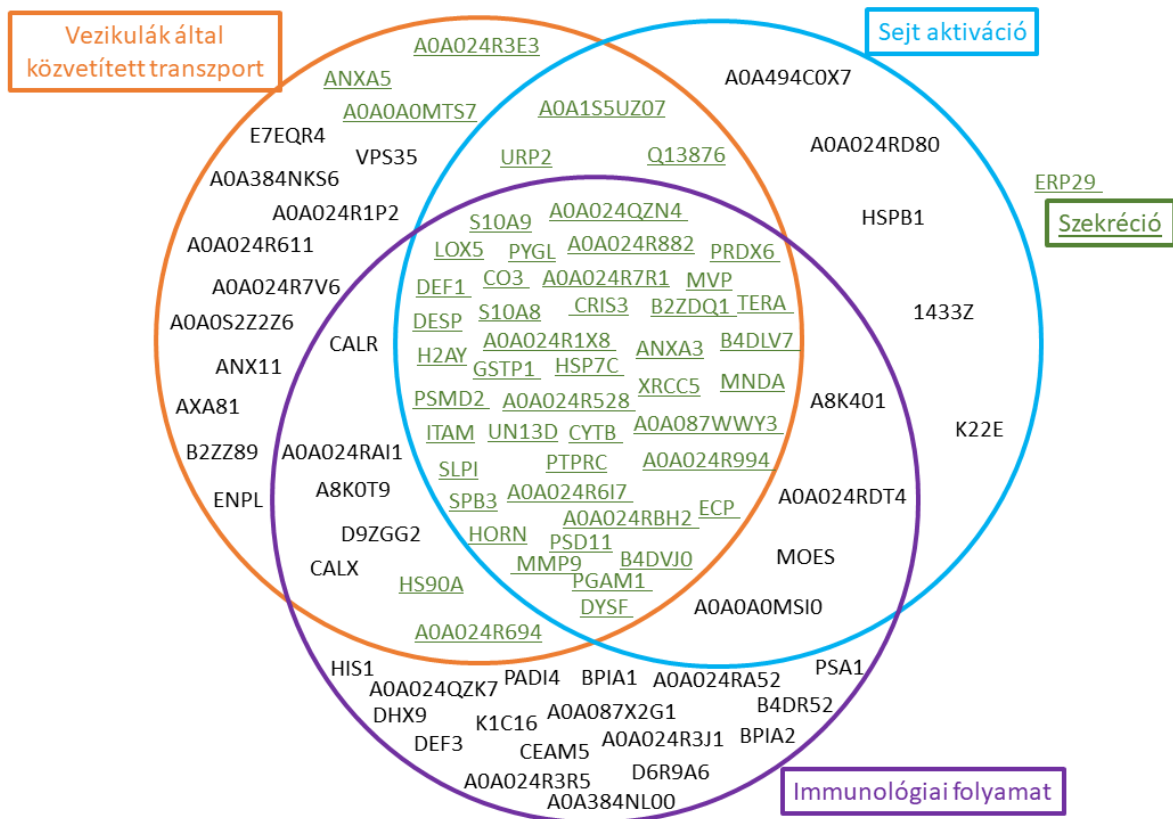 Vezikulák által
közvetített transzport
Sejt aktiváció
A0A024R3E3
ANXA5
A0A494C0X7
A0A0A0MTS7
A0A1S5UZ07
E7EQR4
VPS35
URP2
Q13876
A0A024RD80
A0A384NKS6
ERP29
A0A024R1P2
S10A9
A0A024QZN4
HSPB1
Szekréció
A0A024R611
LOX5
PYGL
A0A024R882
PRDX6
A0A024R7V6
DEF1
CO3
A0A024R7R1
MVP
A0A0S2Z2Z6
DESP
S10A8
CRIS3
B2ZDQ1
TERA
1433Z
CALR
H2AY
A0A024R1X8
ANXA3
B4DLV7
ANX11
GSTP1
HSP7C
XRCC5
MNDA
AXA81
PSMD2
A0A024R528
A8K401
B2ZZ89
A0A024RAI1
ITAM
UN13D
CYTB
A0A087WWY3
K22E
ENPL
A8K0T9
SLPI
PTPRC
A0A024R994
SPB3
A0A024R6I7
ECP
A0A024RDT4
D9ZGG2
HORN
A0A024RBH2
PSD11
CALX
MMP9
B4DVJ0
MOES
HS90A
PGAM1
DYSF
A0A0A0MSI0
A0A024R694
HIS1
A0A024QZK7
PADI4
BPIA1
A0A024RA52
PSA1
DHX9
K1C16
A0A087X2G1
B4DR52
DEF3
CEAM5
A0A024R3J1
BPIA2
A0A024R3R5
D6R9A6
A0A384NL00
Immunológiai folyamat